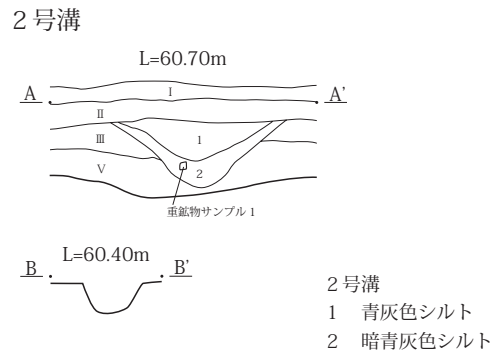 2号溝
L=60.70m
A A'
I
II
III 1
V 2
重鉱物サンプル 1
L=60.40m
B B'
2号溝
1 青灰色シルト
2 暗青灰色シルト